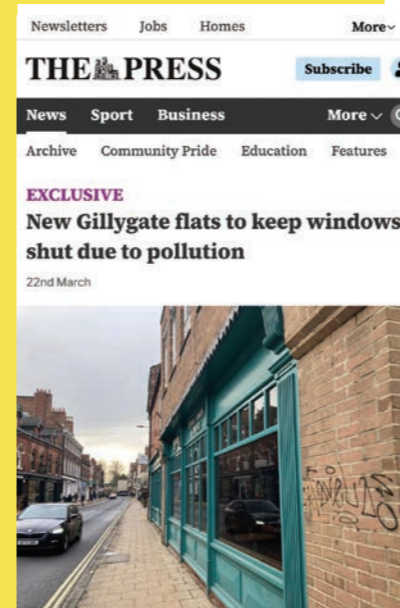 Newsletters Jobs Homes More
THE PRESS
Subscribe
News Sport Business More
Archive Community Pride Education Features
EXCLUSIVE
New Gillygate flats to keep windows
shut due to pollution
22nd March